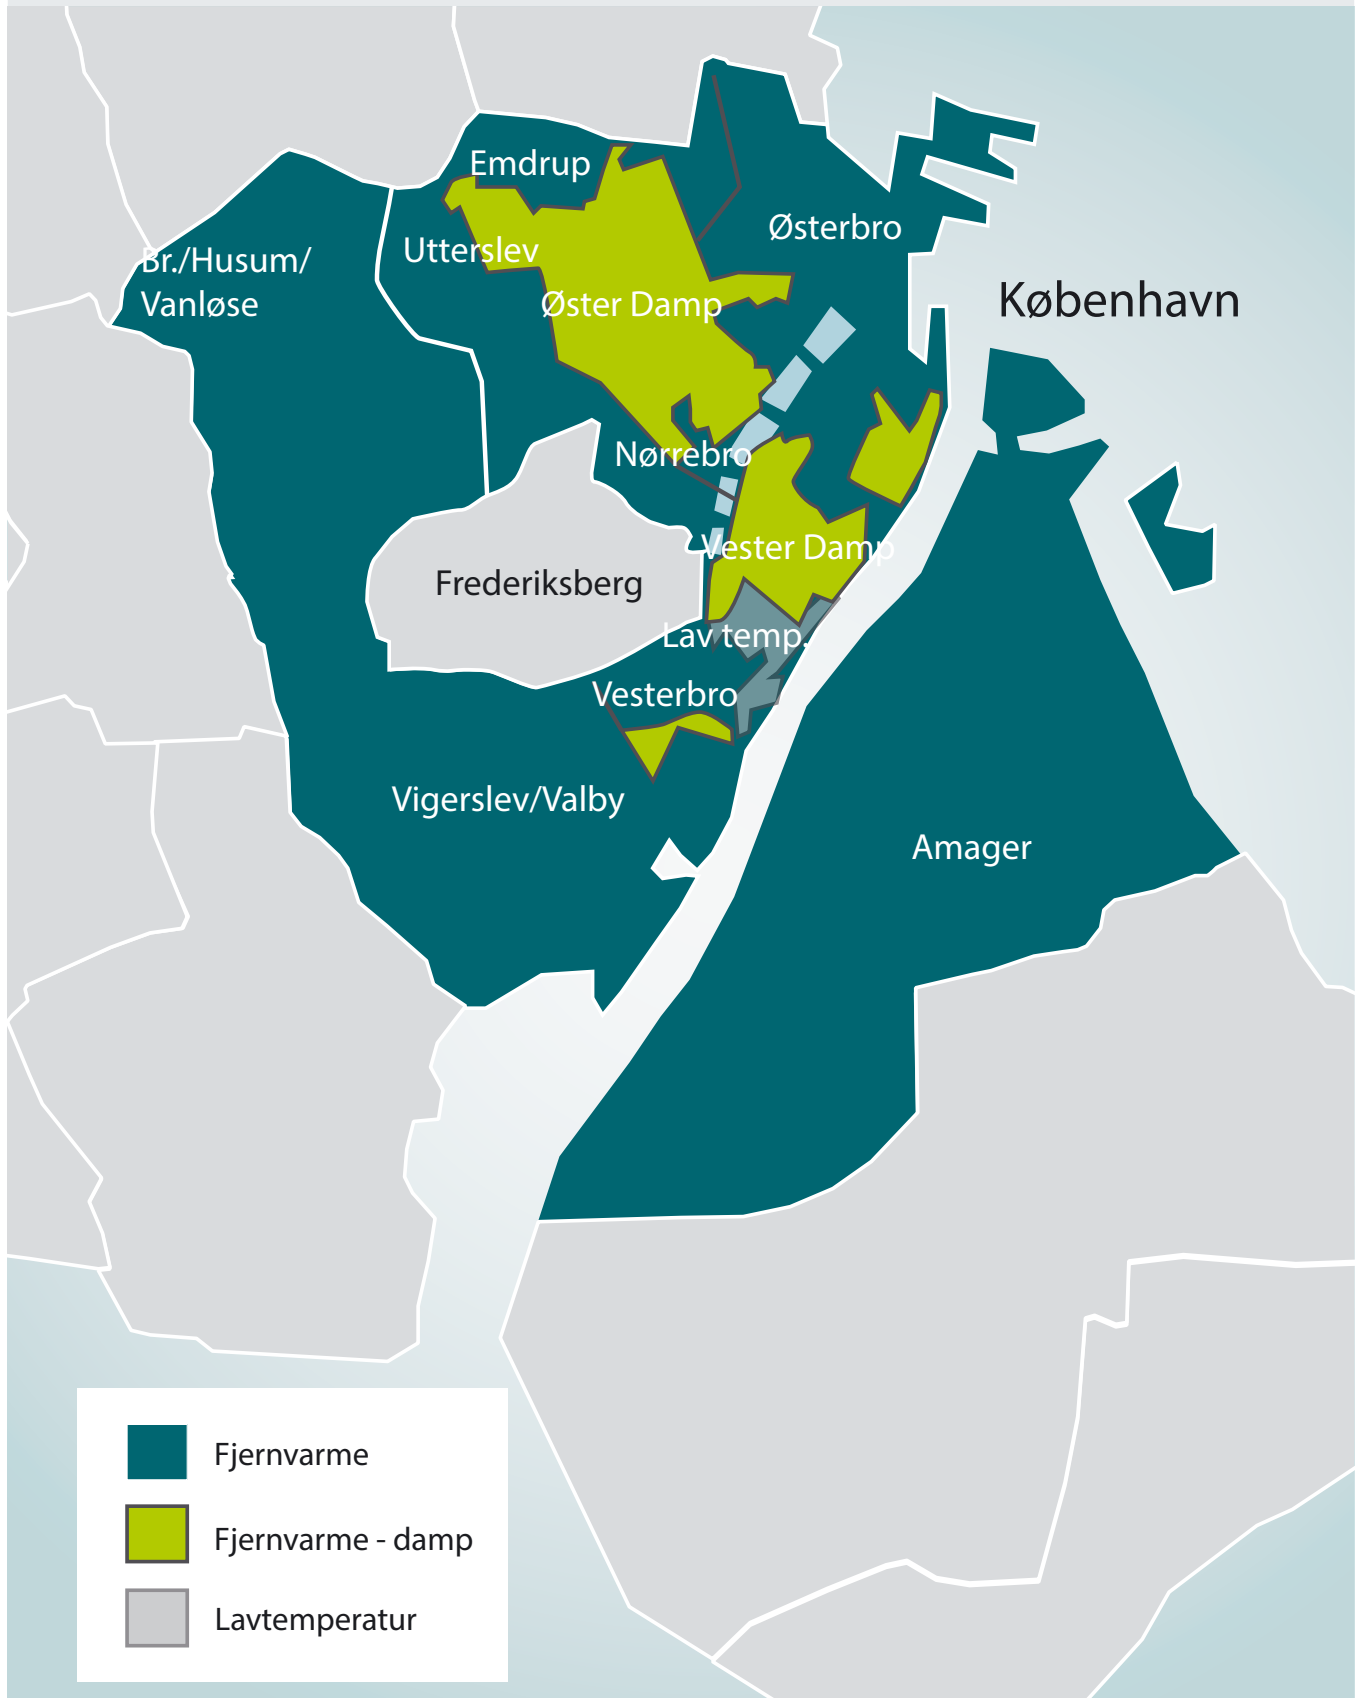 Emdrup
Østerbro
Utterslev
Br./Husum/
Vanløse
Øster Damp
København
Nørrebro
Vester Damp
Frederiksberg
Lav temp.
Vesterbro
Vigerslev/Valby
Amager
Fjernvarme
Fjernvarme - damp
Lavtemperatur